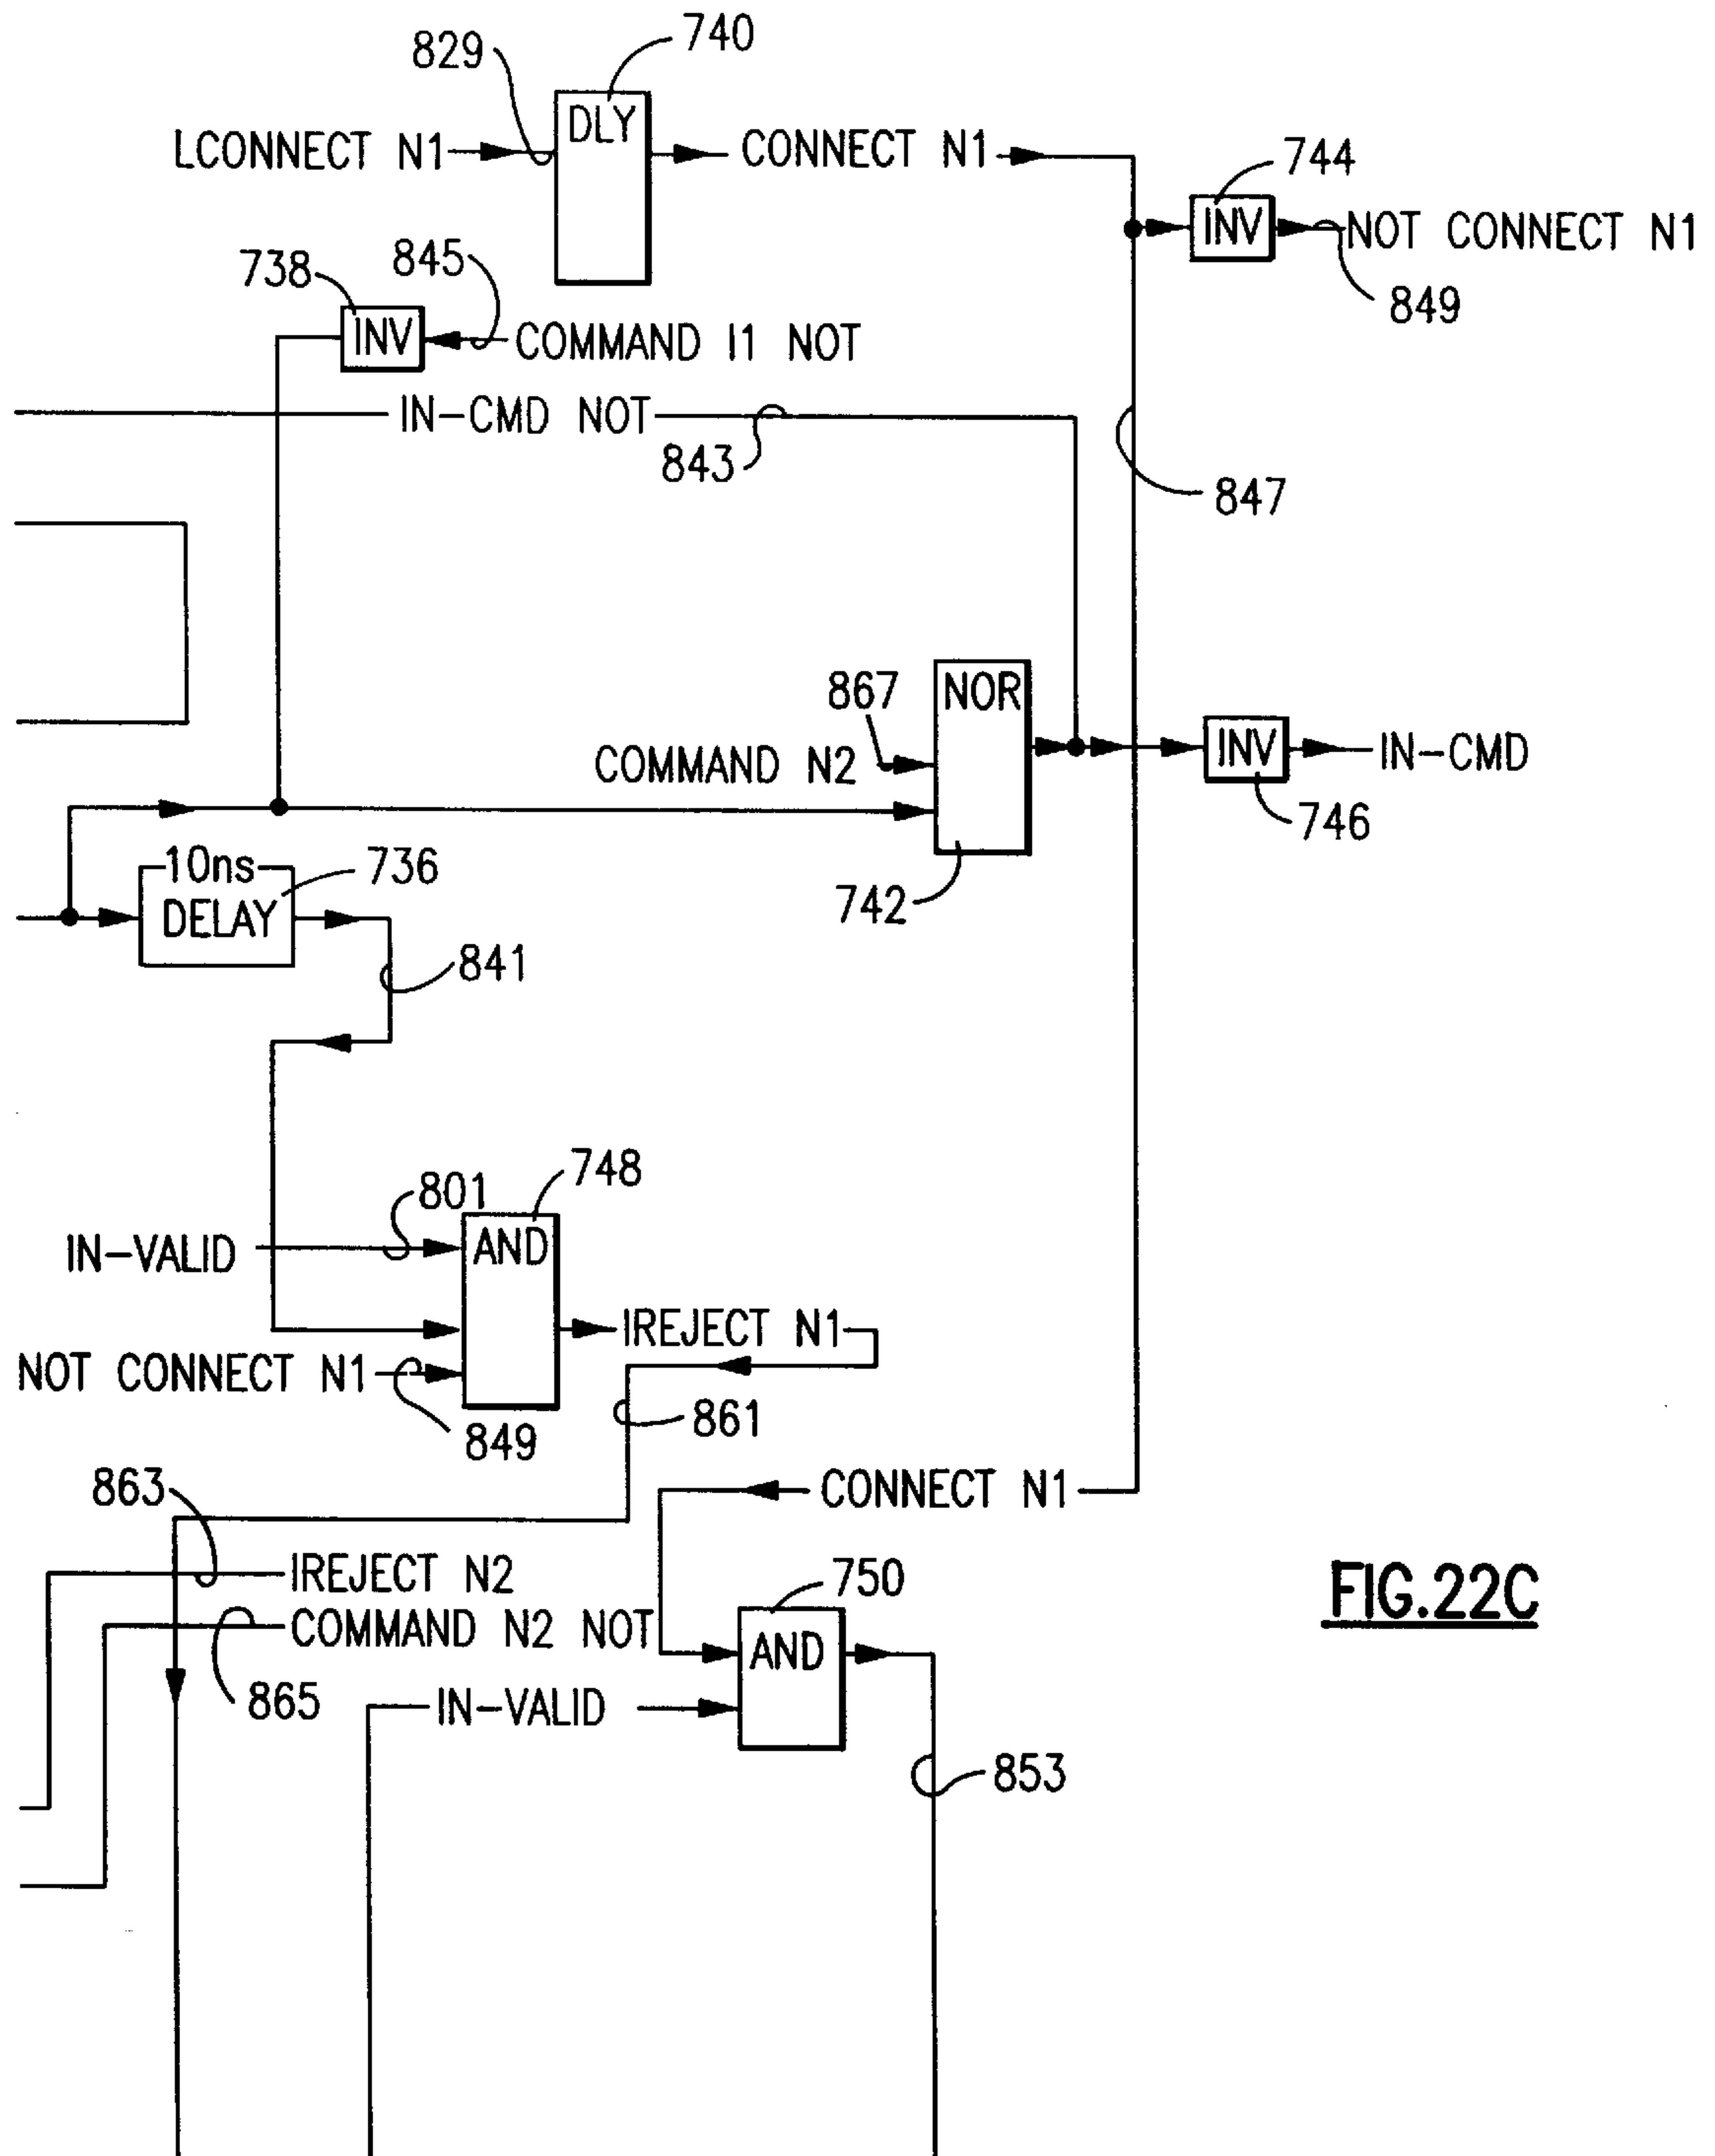 740
829
DLY
LCONNECT N1
CONNECT N1
744
INV
NOT CONNECT N1
849
738
845
INV
COMMAND I1 NOT
IN-CMD NOT
843
847
867
NOR
COMMAND N2
INV
IN-CMD
746
742
10ns
DELAY
736
841
748
801
IN-VALID
AND
IREJECT N1
NOT CONNECT N1
849
861
863
CONNECT N1
IREJECT N2
750
COMMAND N2 NOT
AND
865
IN-VALID
853
FIG.22C